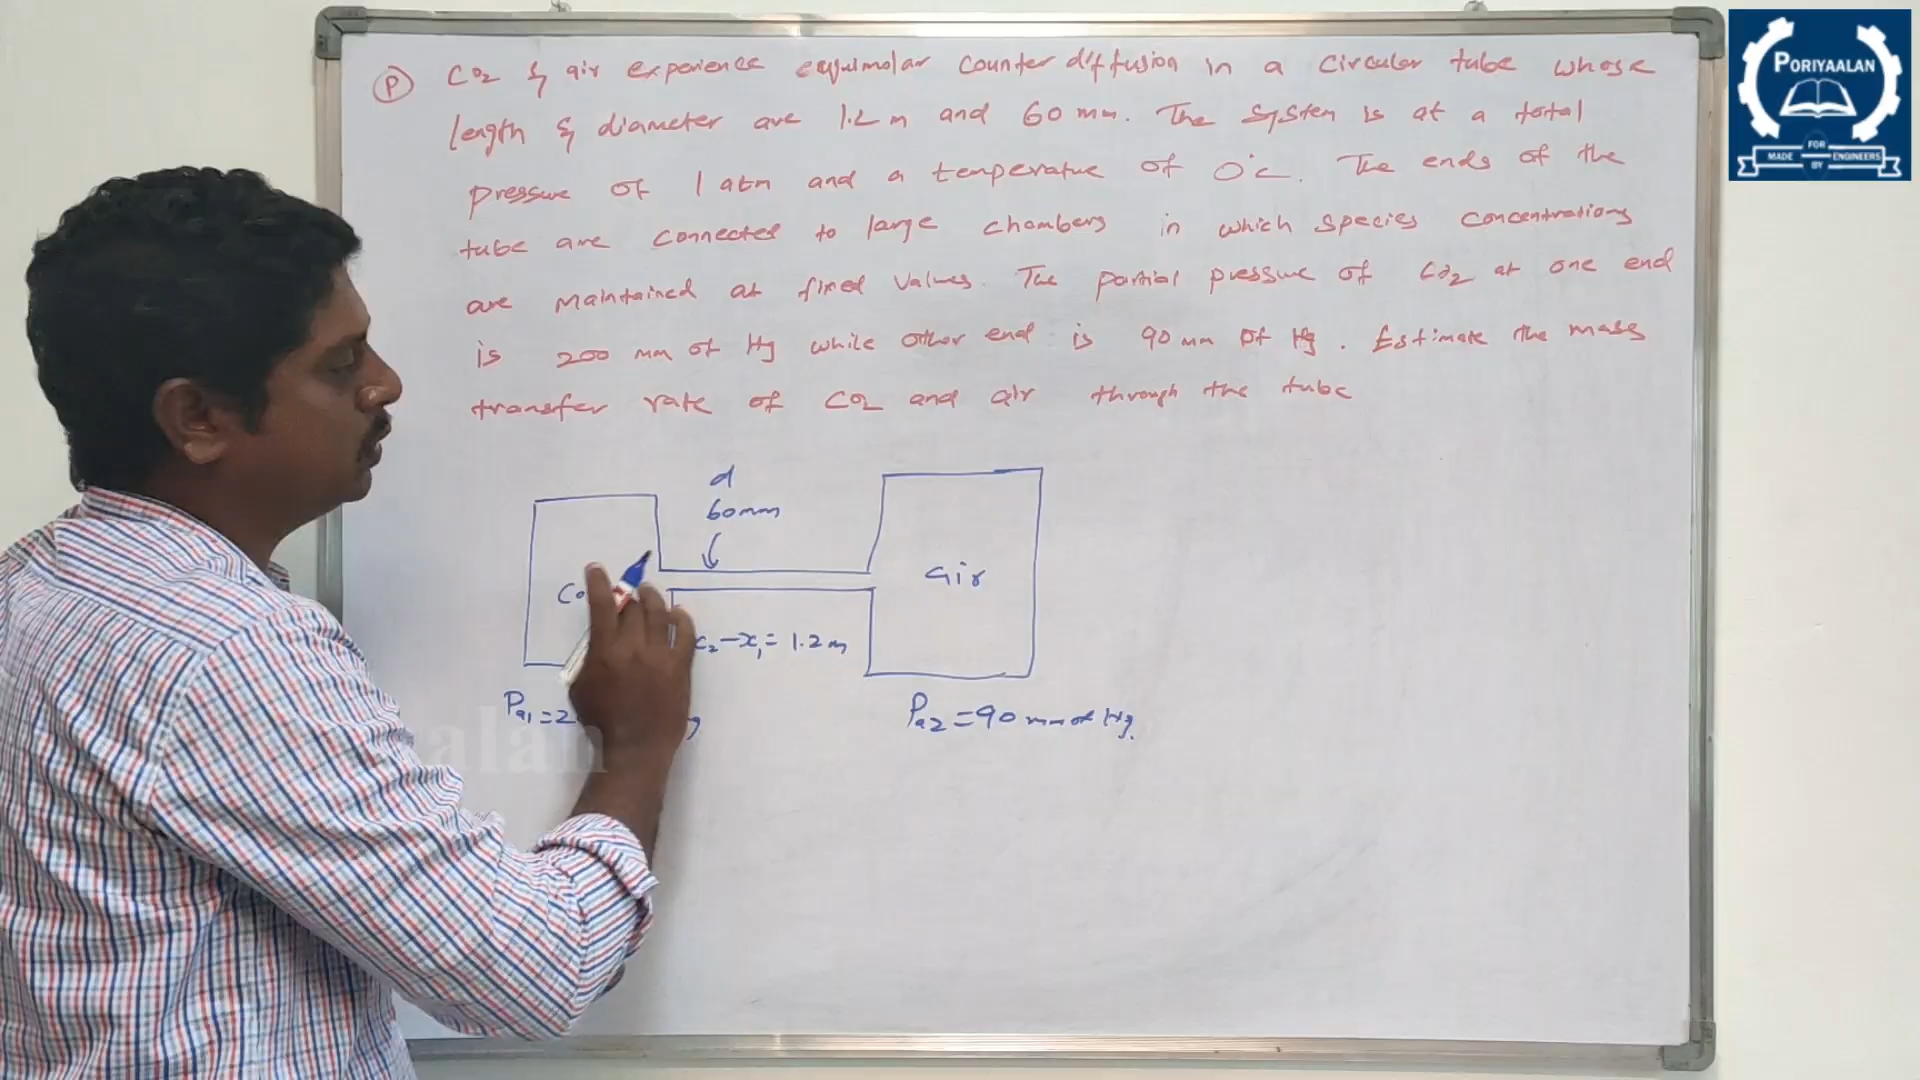 P CO2 & air experience equimolar counter diffusion in a circular tube whose
length & diameter are 1.2 m and 60 mm. The system is at a total
pressure of 1 atm and a temperature of 0°c. The ends of the
tube are connected to large chambers in which species concentrations
are maintained at fixed values. The partial pressure of CO2 at one end
is 200 mm of Hg while other end is 90 mm of Hg. Estimate the mass
transfer rate of CO2 and air through the tube
d
60mm
air
-x1 = 1.2 m
Pa1 =
Pa2 = 90 mm of Hg.
PORIYAALAN
MADE FOR BY ENGINEERS